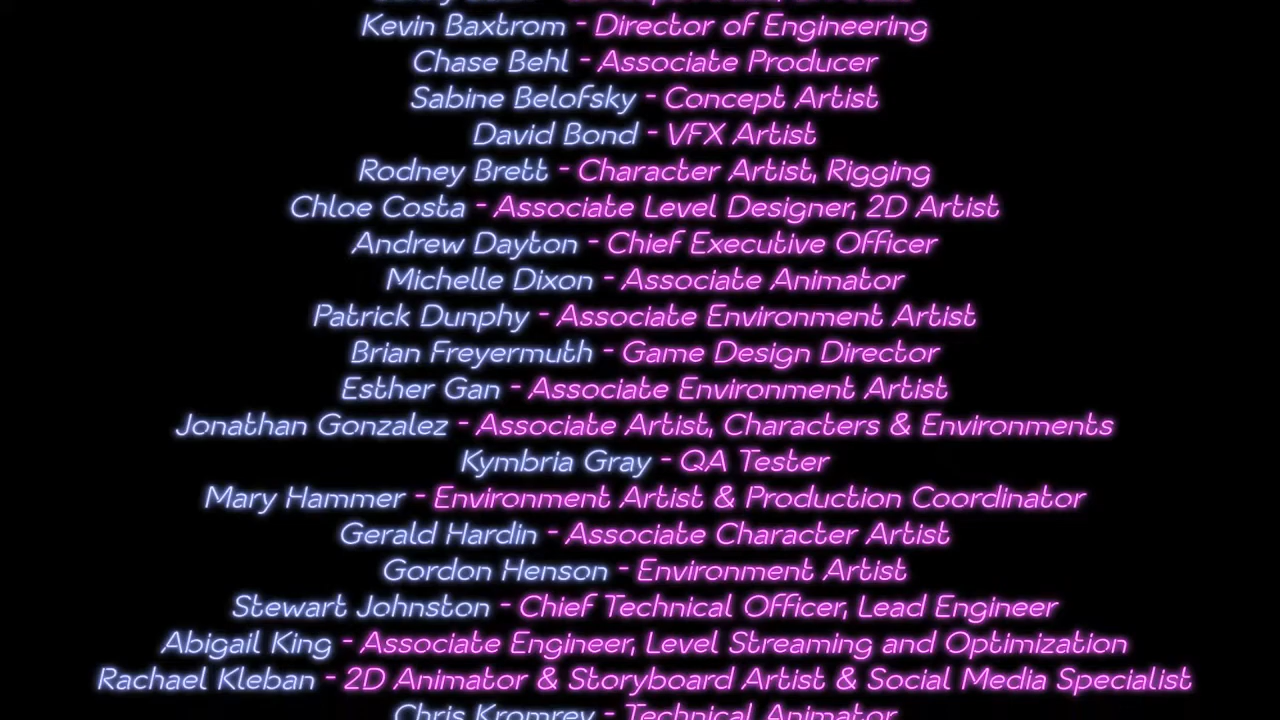 Kevin Baxtrom - Director of Engineering
Chase Behl - Associate Producer
Sabine Belofsky - Concept Artist
David Bond - VFX Artist
Rodney Brett - Character Artist, Rigging
Chloe Costa - Associate Level Designer, 2D Artist
Andrew Dayton - Chief Executive Officer
Michelle Dixon - Associate Animator
Patrick Dunphy - Associate Environment Artist
Brian Freyermuth - Game Design Director
Esther Gan - Associate Environment Artist
Jonathan Gonzalez - Associate Artist, Characters & Environments
Kymbria Gray - QA Tester
Mary Hammer - Environment Artist & Production Coordinator
Gerald Hardin - Associate Character Artist
Gordon Henson - Environment Artist
Stewart Johnston - Chief Technical Officer, Lead Engineer
Abigail King - Associate Engineer, Level Streaming and Optimization
Rachael Kleban - 2D Animator & Storyboard Artist & Social Media Specialist
Chris Kromrey - Technical Animator